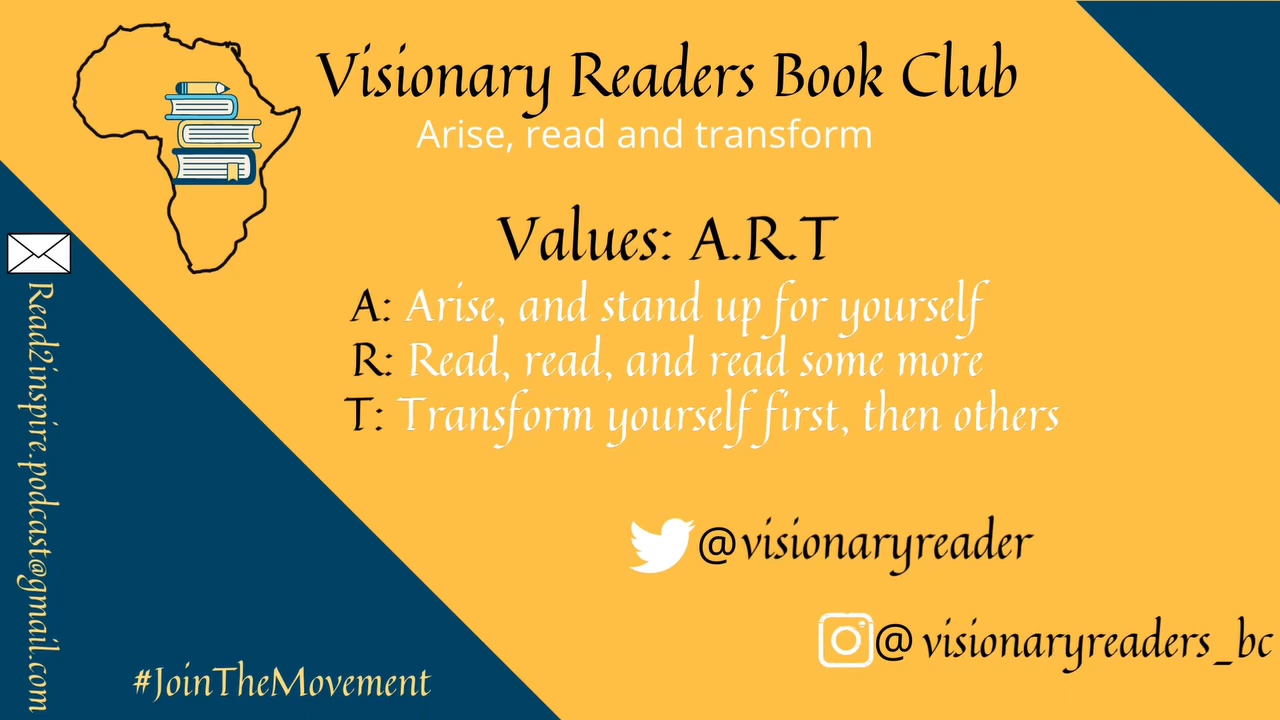 Visionary Readers Book Club
Arise, read and transform
Values: A.R.T
A: Arise, and stand up for yourself
R: Read, read, and read some more
T: Transform yourself first, then others
@visionaryreader
@ visionaryreaders_bc
Read2inspire.podcast@gmail.com
#JoinTheMovement